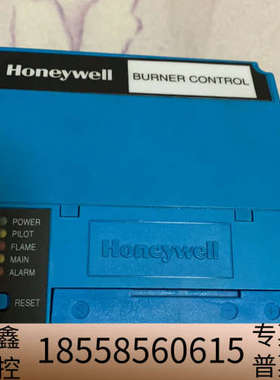 Honeywell
BURNER CONTROL
POWER
PILOT
FLAME
MAIN
ALARM
RESET
Honeywell
鑫
控
18558560615
专
普